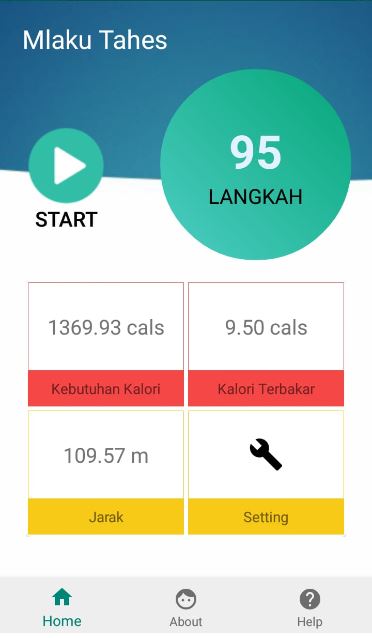 Mlaku Tahes
95
LANGKAH
START
1369.93 cals
9.50 cals
Kebutuhan Kalori
Kalori Terbakar
109.57 m
Jarak
Setting
Home
About
Help